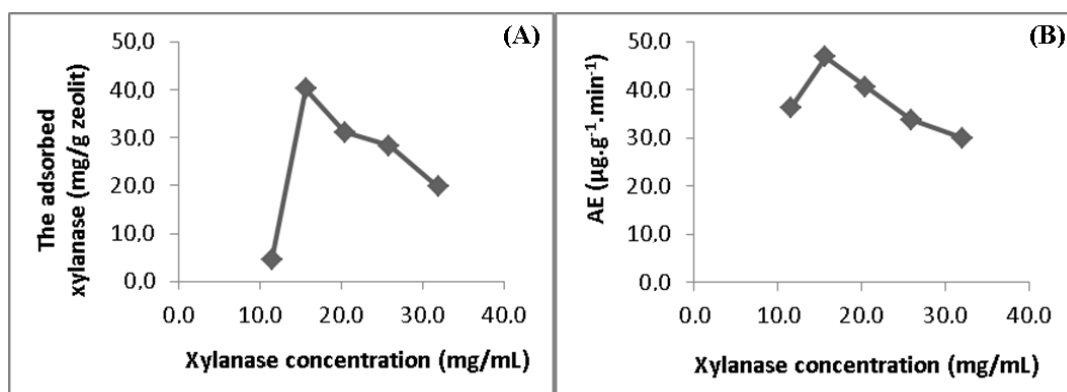 (A)
50,0
40,0
30,0
20,0
10,0
0,0
The adsorbed
xylanase (mg/g zeolit)
0.0 10.0 20.0 30.0 40.0
Xylanase concentration (mg/mL)
(B)
50.0
40.0
30.0
20.0
10.0
0.0
AE (µg.g⁻¹.min⁻¹)
0.0 10.0 20.0 30.0 40.0
Xylanase concentration (mg/mL)